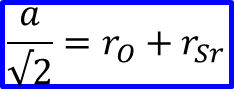 a/√2 = r_O + r_Sr